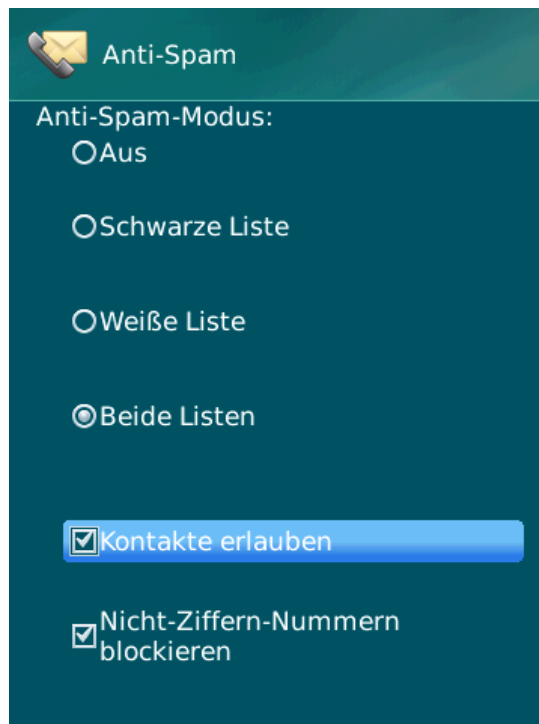 Anti-Spam
Anti-Spam-Modus:
Aus
Schwarze Liste
Weiße Liste
Beide Listen
Kontakte erlauben
Nicht-Ziffern-Nummern
blockieren